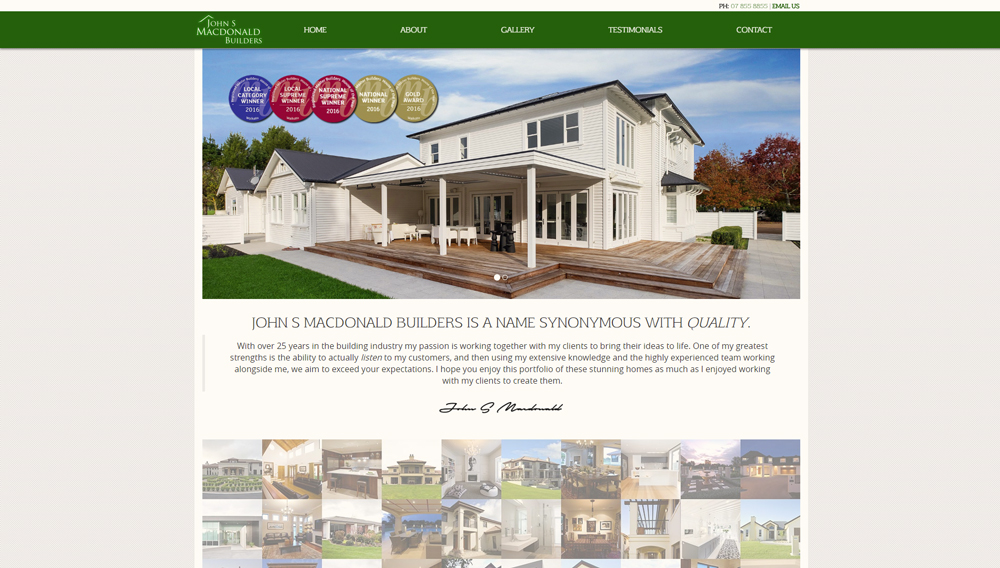 PH: 07 855 8855 | EMAIL US
JOHN S
MACDONALD
BUILDERS
HOME
ABOUT
GALLERY
TESTIMONIALS
CONTACT
LOCAL
CATEGORY
WINNER
2016
LOCAL
SUPREME
WINNER
2016
NATIONAL
SUPREME
WINNER
2016
NATIONAL
WINNER
2016
GOLD
AWARD
2016
JOHN S MACDONALD BUILDERS IS A NAME SYNONYMOUS WITH QUALITY.
With over 25 years in the building industry my passion is working together with my clients to bring their ideas to life. One of my greatest
strengths is the ability to actually listen to my customers, and then using my extensive knowledge and the highly experienced team working
alongside me, we aim to exceed your expectations. I hope you enjoy this portfolio of these stunning homes as much as I enjoyed working
with my clients to create them.
John S Macdonald